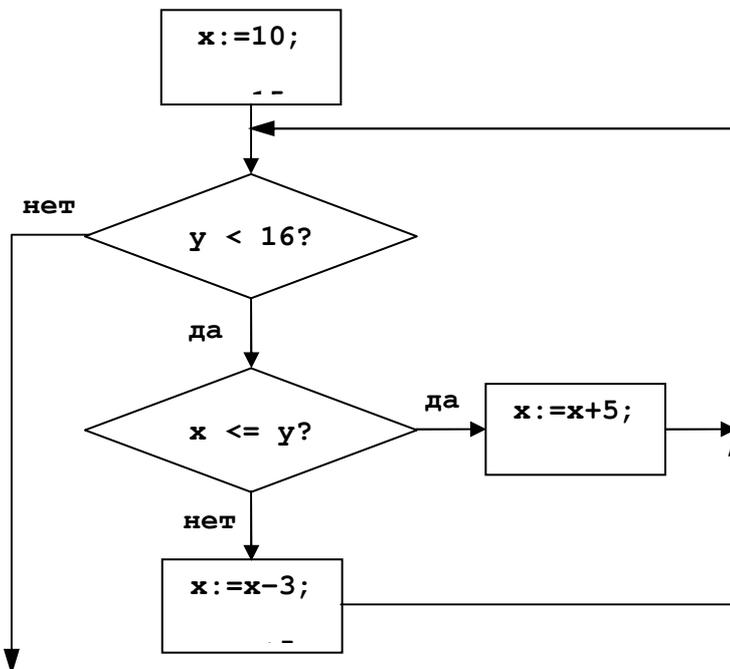 x:=10;
нет
y < 16?
да
x <= y?
да
x:=x+5;
нет
x:=x–3;